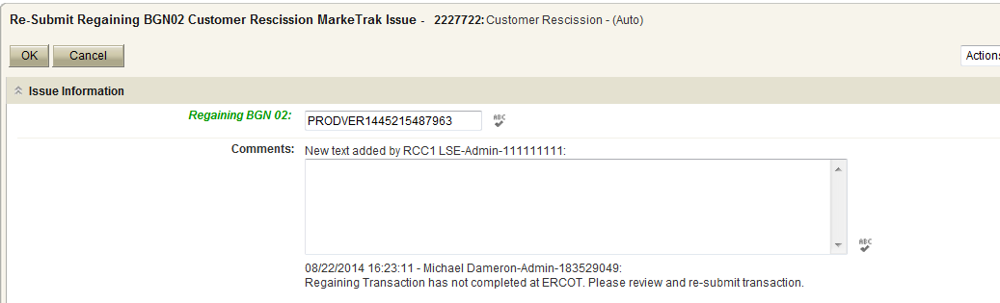 Re-Submit Regaining BGN02 Customer Rescission MarkeTrak Issue - 2227722: Customer Rescission - (Auto)
OK Cancel Actions
Issue Information
Regaining BGN 02: PRODVER1445215487963 ABC
Comments: New text added by RCC1 LSE-Admin-111111111:
ABC
08/22/2014 16:23:11 - Michael Dameron-Admin-183529049:
Regaining Transaction has not completed at ERCOT. Please review and re-submit transaction.